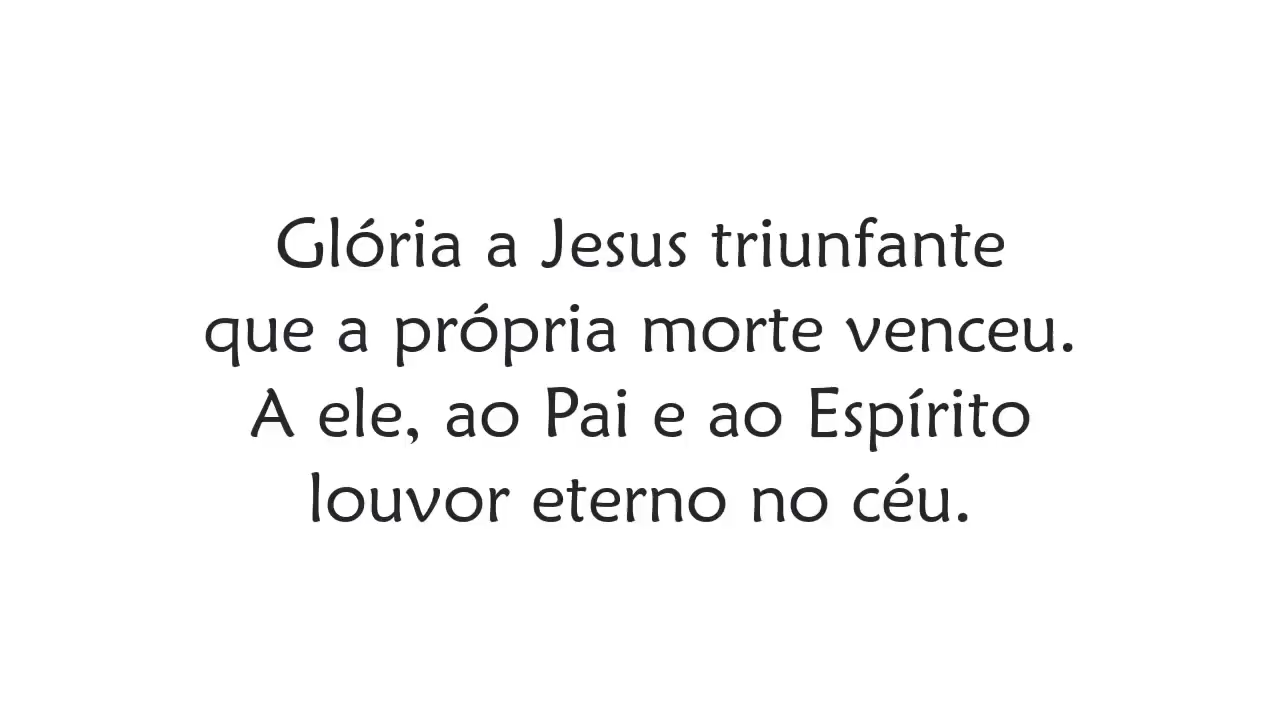 Glória a Jesus triunfante
que a própria morte venceu.
A ele, ao Pai e ao Espírito
louvor eterno no céu.